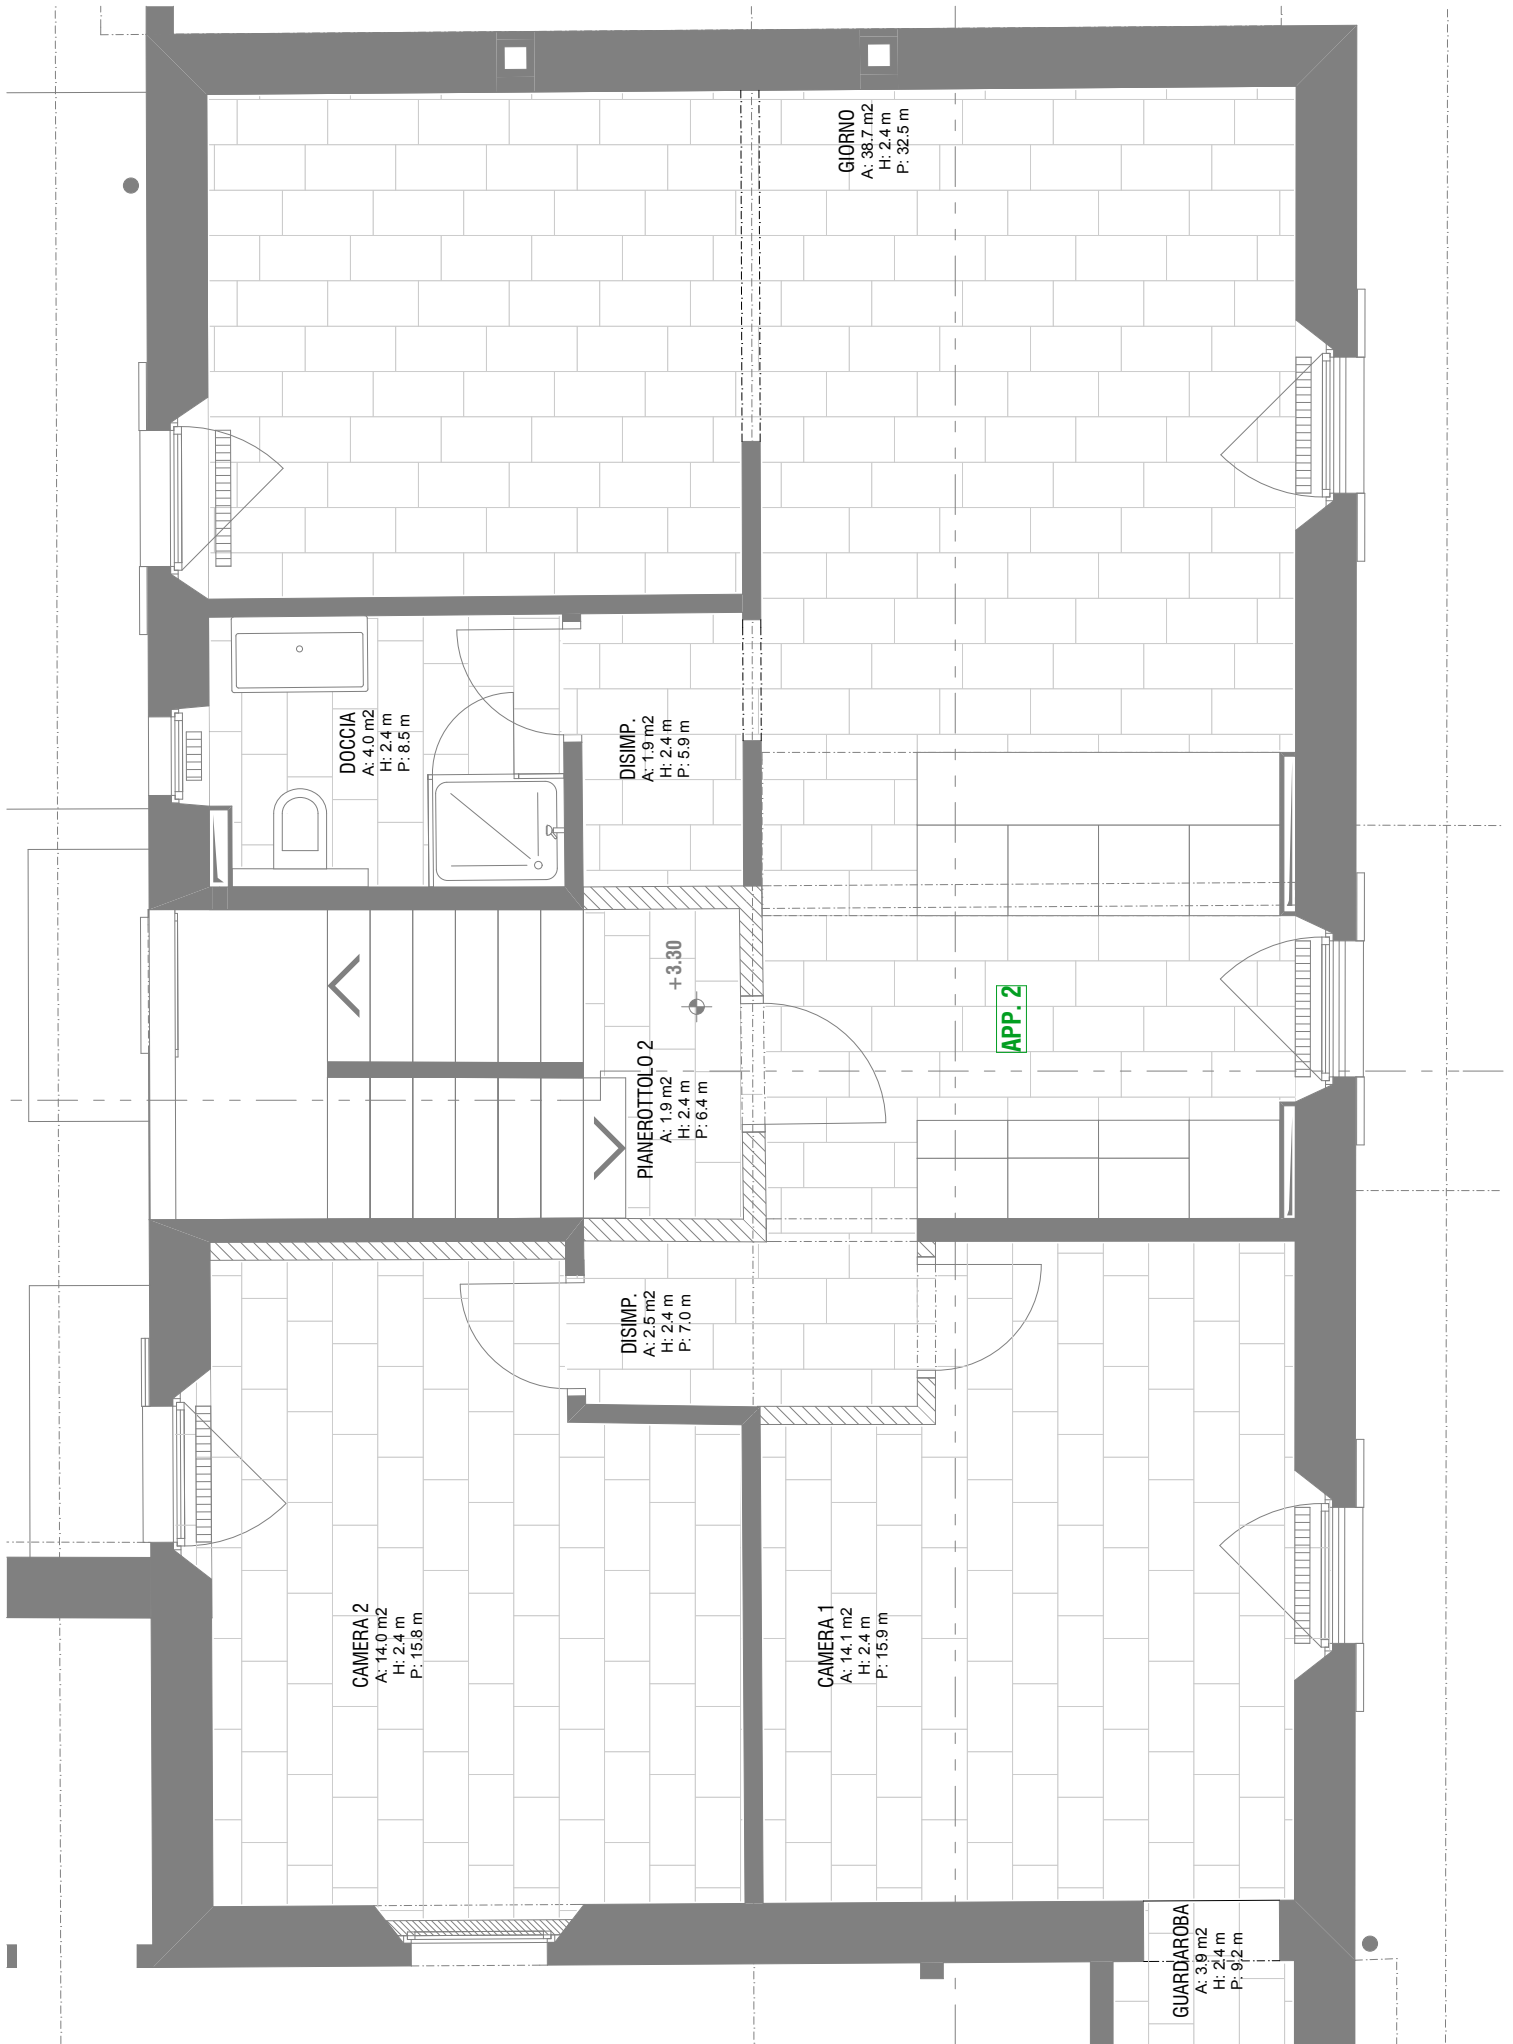 GIORNO
A: 38.7 m2
H: 2.4 m
P: 32.5 m
DOCCIA
A: 4.0 m2
H: 2.4 m
P: 8.5 m
DISIMP.
A: 1.9 m2
H: 2.4 m
P: 5.9 m
+3.30
APP. 2
PIANEROTTOLO 2
A: 1.9 m2
H: 2.4 m
P: 6.4 m
DISIMP.
A: 2.5 m2
H: 2.4 m
P: 7.0 m
CAMERA 2
A: 14.0 m2
H: 2.4 m
P: 15.8 m
CAMERA 1
A: 14.1 m2
H: 2.4 m
P: 15.9 m
GUARDAROBA
A: 3.9 m2
H: 2.4 m
P: 9.2 m